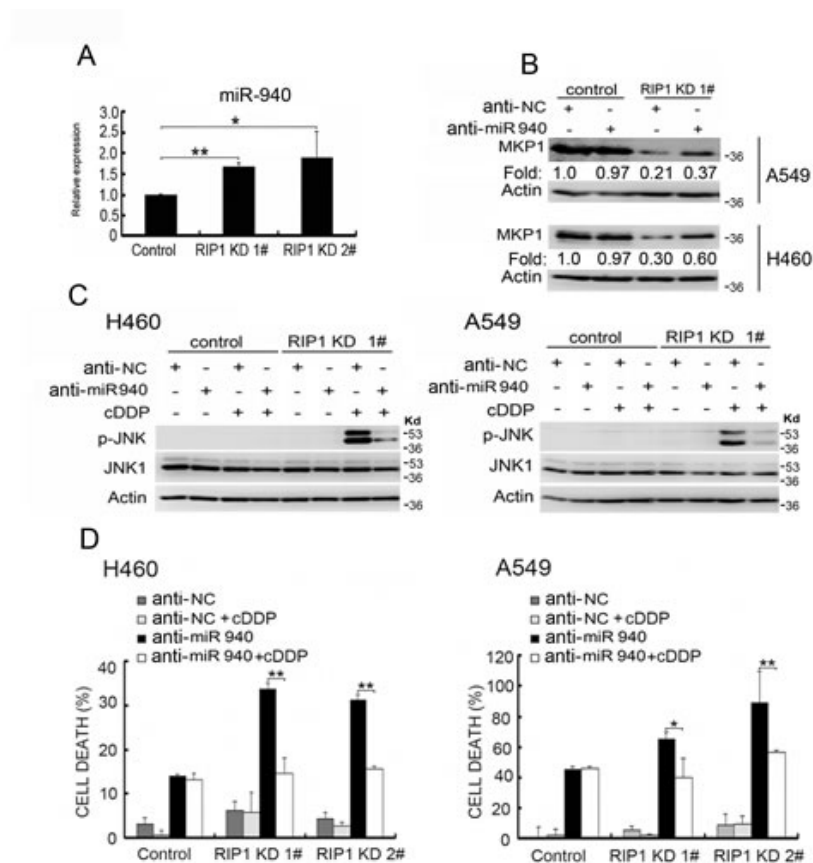 A
miR-940
Relative expression
3.0
2.5
2.0
1.5
1.0
0.5
0.0
*
**
Control RIP1 KD 1# RIP1 KD 2#
B
control RIP1 KD 1#
anti-NC + - + -
anti-miR 940 - + - +
MKP1 -36
Fold: 1.0 0.97 0.21 0.37
Actin -36
A549
MKP1 -36
Fold: 1.0 0.97 0.30 0.60
Actin -36
H460
C
H460
control RIP1 KD 1#
anti-NC + - + - + - + -
anti-miR940 - + - + - + - +
cDDP - - + + - - + +
Kd
p-JNK -53
-36
JNK1 -53
-36
Actin -36
A549
control RIP1 KD 1#
anti-NC + - + - + - + -
anti-miR940 - + - + - + - +
cDDP - - + + - - + +
Kd
p-JNK -53
-36
JNK1 -53
-36
Actin -36
D
H460
anti-NC
anti-NC + cDDP
anti-miR 940
anti-miR 940+cDDP
CELL DEATH (%)
40
30
20
10
0
** **
Control RIP1 KD 1# RIP1 KD 2#
A549
anti-NC
anti-NC + cDDP
anti-miR 940
anti-miR 940+cDDP
CELL DEATH (%)
120
100
80
60
40
20
0
* **
Control RIP1 KD 1# RIP1 KD 2#